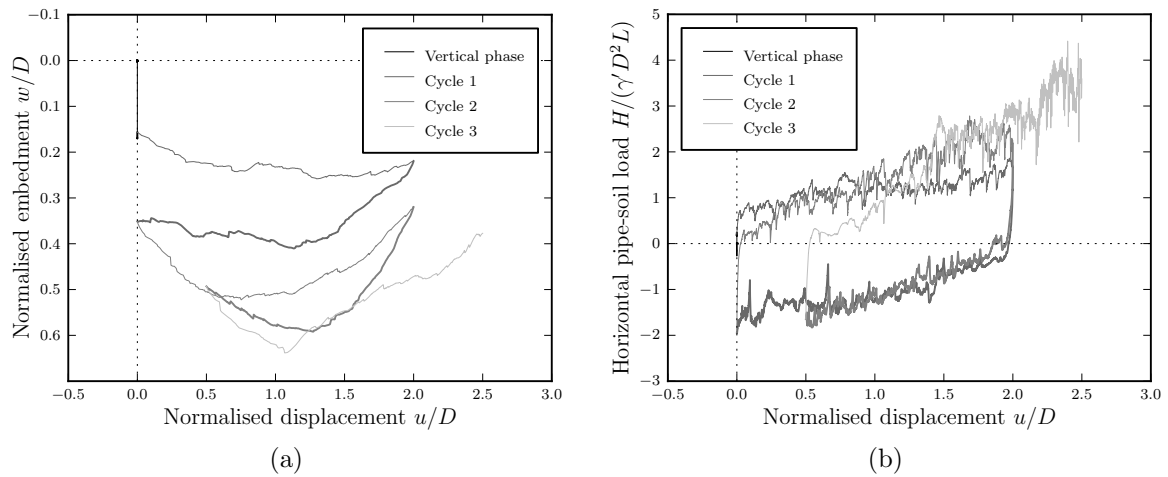 −0.1
0.0
0.1
0.2
0.3
0.4
0.5
0.6
Normalised embedment w/D
−0.5
0.0
0.5
1.0
1.5
2.0
2.5
3.0
Normalised displacement u/D
Vertical phase
Cycle 1
Cycle 2
Cycle 3
(a)
5
4
3
2
1
0
−1
−2
−3
Horizontal pipe-soil load H/(γ′D²L)
−0.5
0.0
0.5
1.0
1.5
2.0
2.5
3.0
Normalised displacement u/D
Vertical phase
Cycle 1
Cycle 2
Cycle 3
(b)